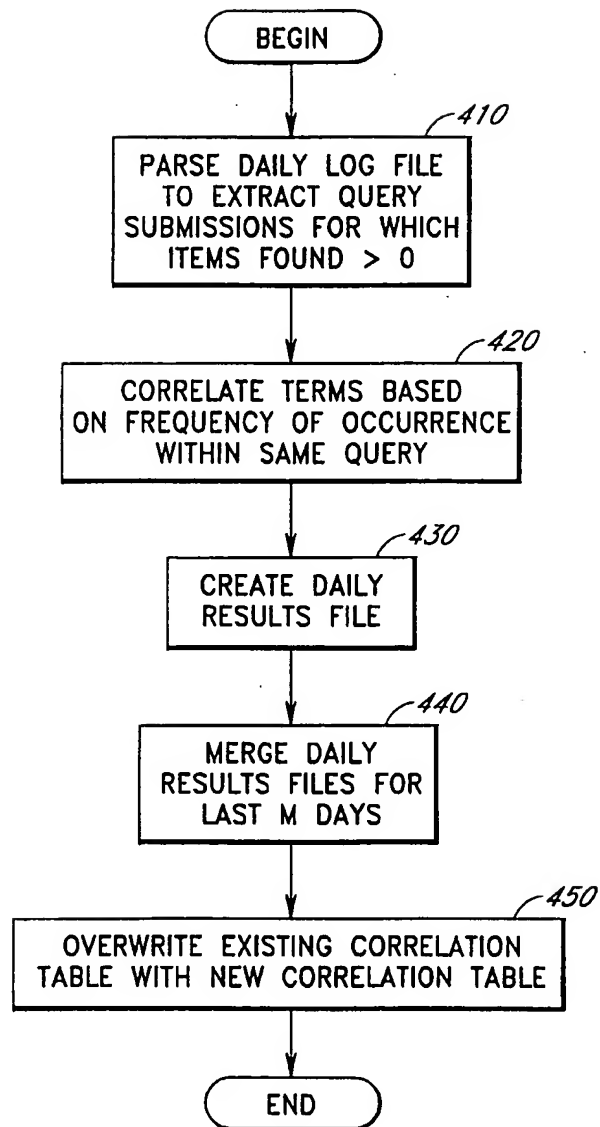 BEGIN
410
PARSE DAILY LOG FILE
TO EXTRACT QUERY
SUBMISSIONS FOR WHICH
ITEMS FOUND > 0
420
CORRELATE TERMS BASED
ON FREQUENCY OF OCCURRENCE
WITHIN SAME QUERY
430
CREATE DAILY
RESULTS FILE
440
MERGE DAILY
RESULTS FILES FOR
LAST M DAYS
450
OVERWRITE EXISTING CORRELATION
TABLE WITH NEW CORRELATION TABLE
END